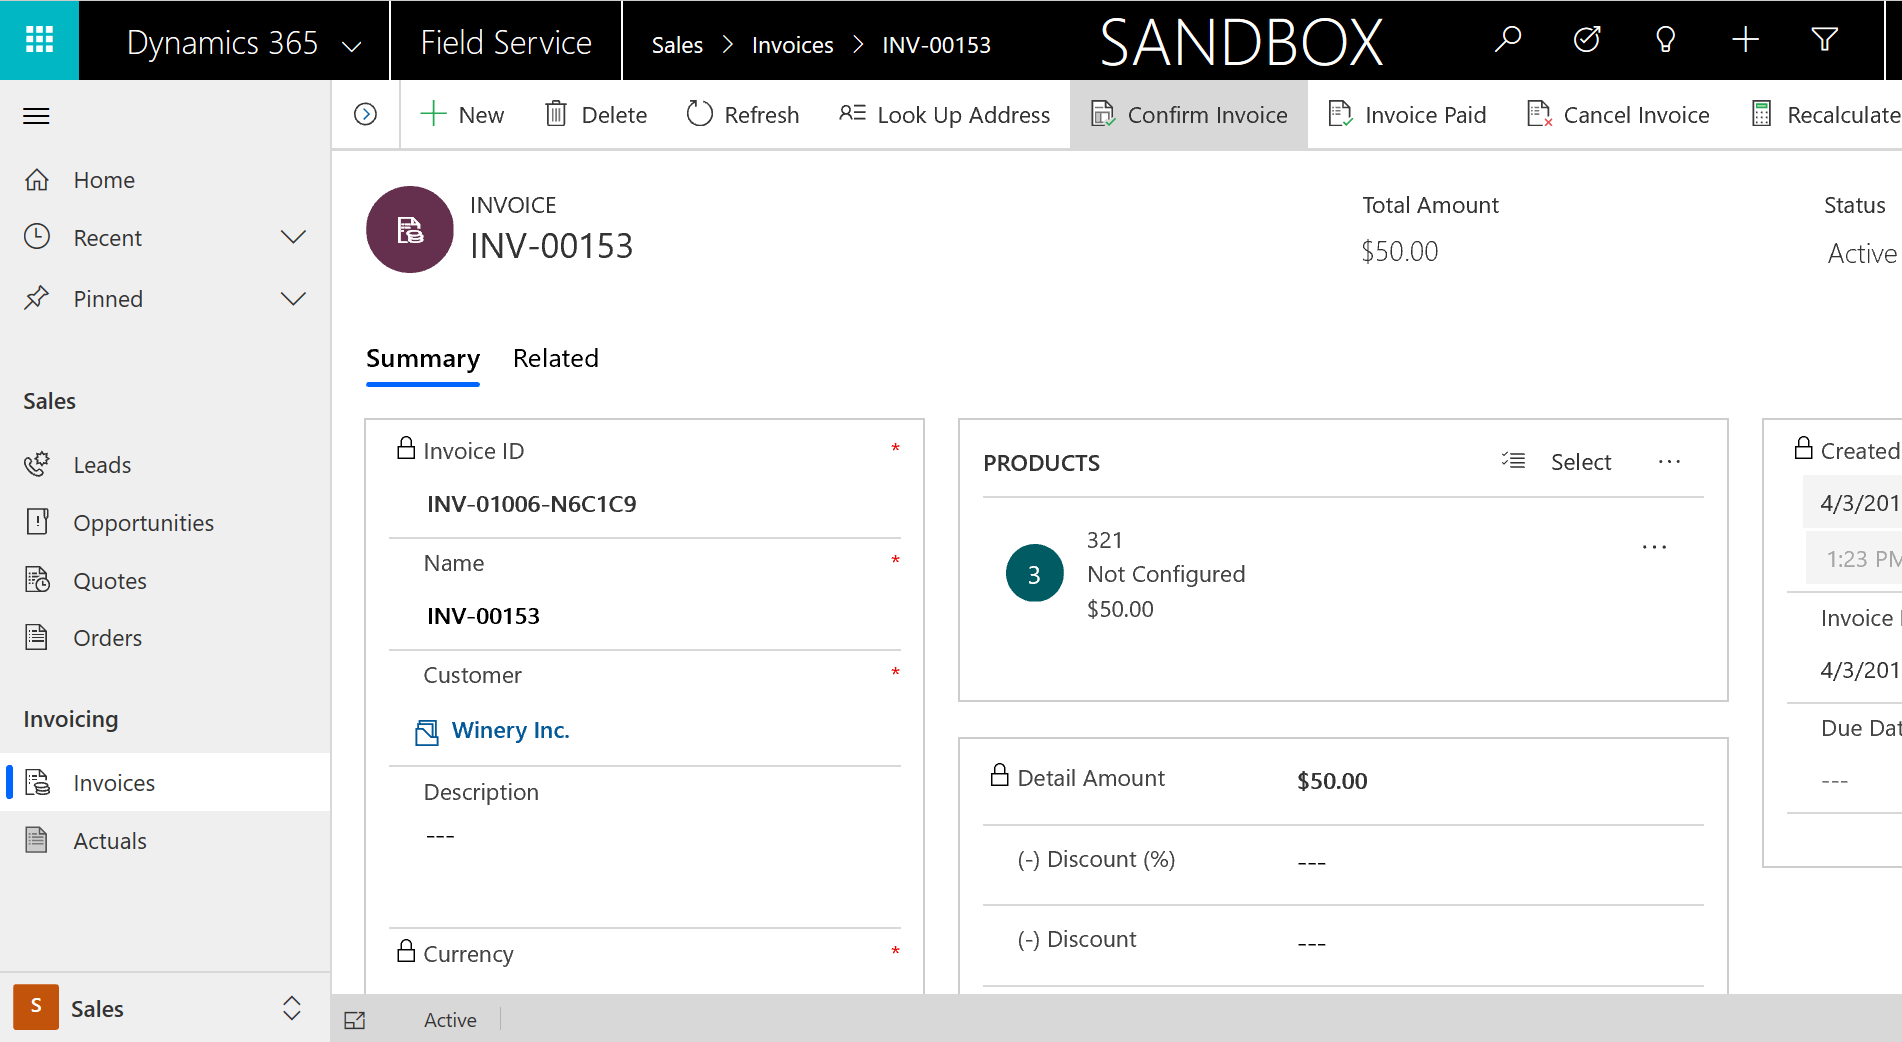 Dynamics 365
Field Service
Sales > Invoices > INV-00153
SANDBOX
New
Delete
Refresh
Look Up Address
Confirm Invoice
Invoice Paid
Cancel Invoice
Recalculate
Home
Recent
Pinned
Sales
Leads
Opportunities
Quotes
Orders
Invoicing
Invoices
Actuals
S
Sales
INVOICE
INV-00153
Total Amount
$50.00
Status
Active
Summary
Related
Invoice ID *
INV-01006-N6C1C9
Name *
INV-00153
Customer *
Winery Inc.
Description
---
Currency *
PRODUCTS
Select
...
3
321
Not Configured
$50.00
...
Detail Amount $50.00
(-) Discount (%) ---
(-) Discount ---
Created
4/3/201
1:23 PM
Invoice
4/3/201
Due Dat
---
Active